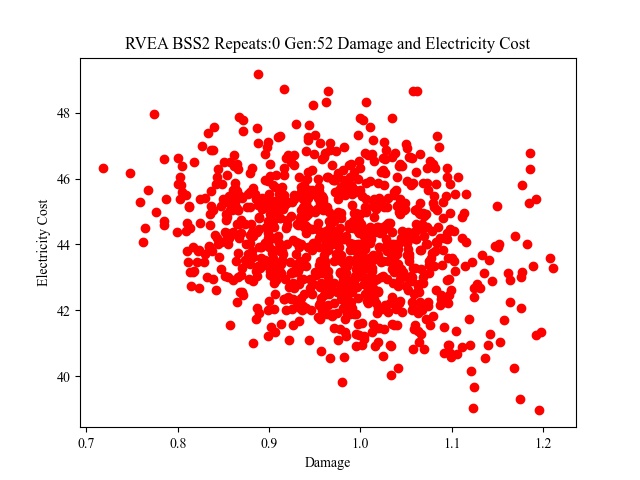 RVEA BSS2 Repeats:0 Gen:52 Damage and Electricity Cost
48
46
44
42
40
Electricity Cost
0.7 0.8 0.9 1.0 1.1 1.2
Damage